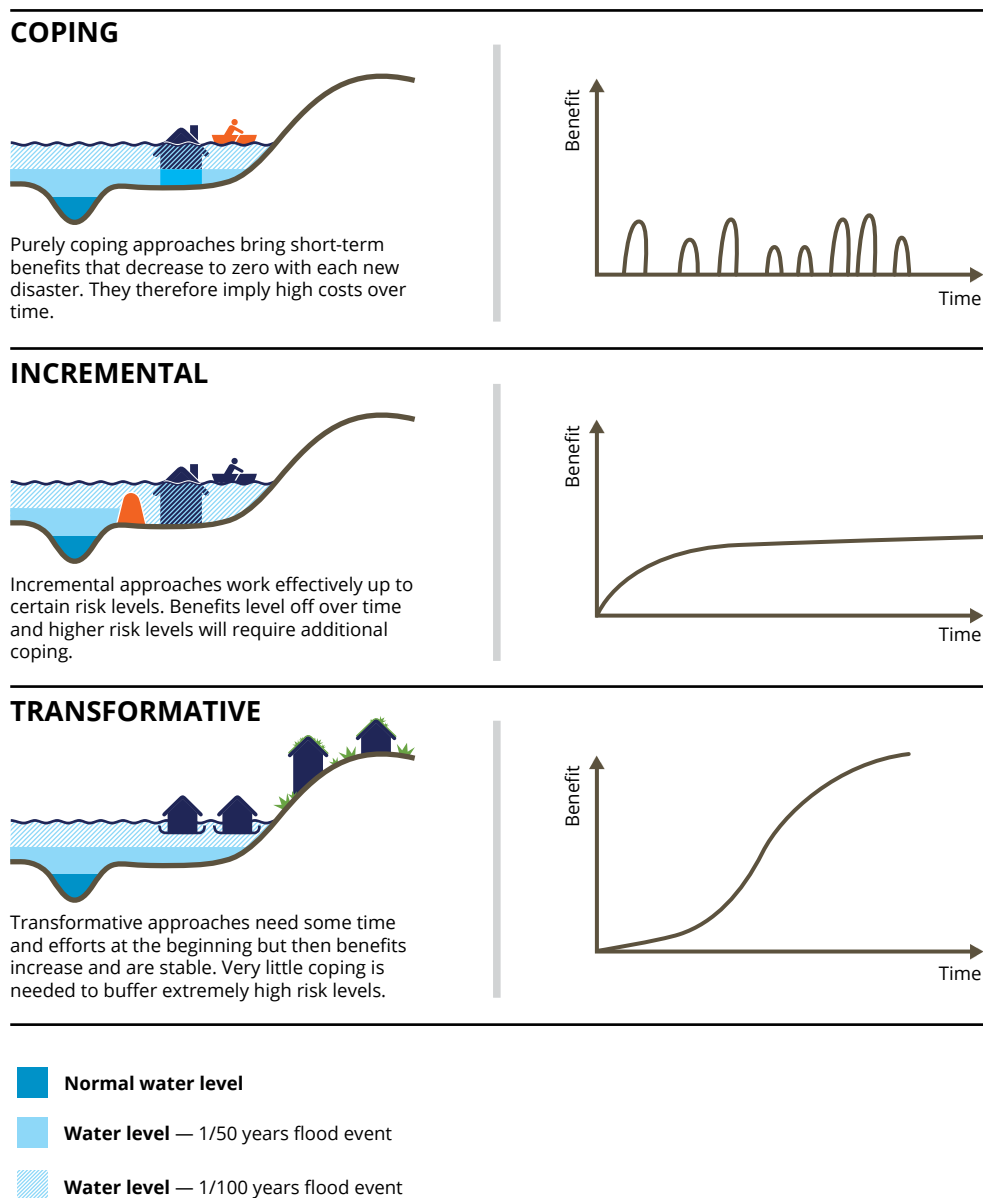 COPING
Benefit
Time
Purely coping approaches bring short-term
benefits that decrease to zero with each new
disaster. They therefore imply high costs over
time.
INCREMENTAL
Benefit
Time
Incremental approaches work effectively up to
certain risk levels. Benefits level off over time
and higher risk levels will require additional
coping.
TRANSFORMATIVE
Benefit
Time
Transformative approaches need some time
and efforts at the beginning but then benefits
increase and are stable. Very little coping is
needed to buffer extremely high risk levels.
Normal water level
Water level — 1/50 years flood event
Water level — 1/100 years flood event